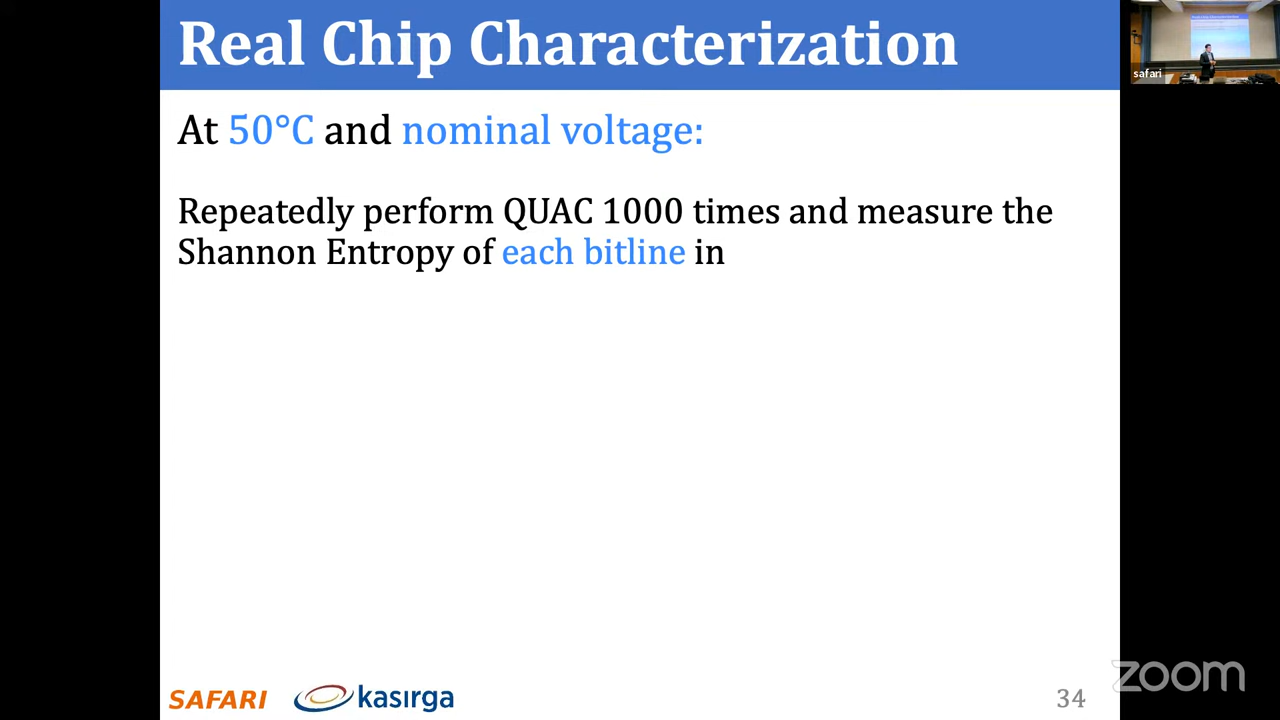 Real Chip Characterization
safari
At 50°C and nominal voltage:
Repeatedly perform QUAC 1000 times and measure the
Shannon Entropy of each bitline in
SAFARI
kasırga
34
zoom